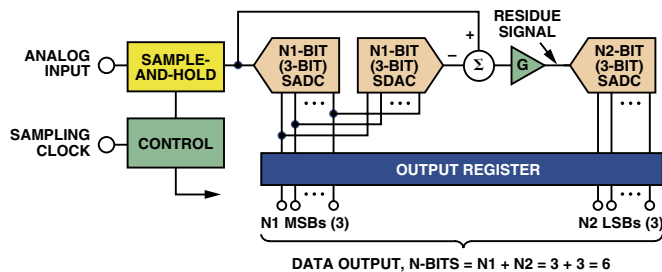 RESIDUE
SIGNAL
ANALOG
INPUT
SAMPLE-
AND-HOLD
N1-BIT
(3-BIT)
SADC
N1-BIT
(3-BIT)
SDAC
+
–
Σ
G
N2-BIT
(3-BIT)
SADC
SAMPLING
CLOCK
CONTROL
OUTPUT REGISTER
N1 MSBs (3)
N2 LSBs (3)
DATA OUTPUT, N-BITS = N1 + N2 = 3 + 3 = 6